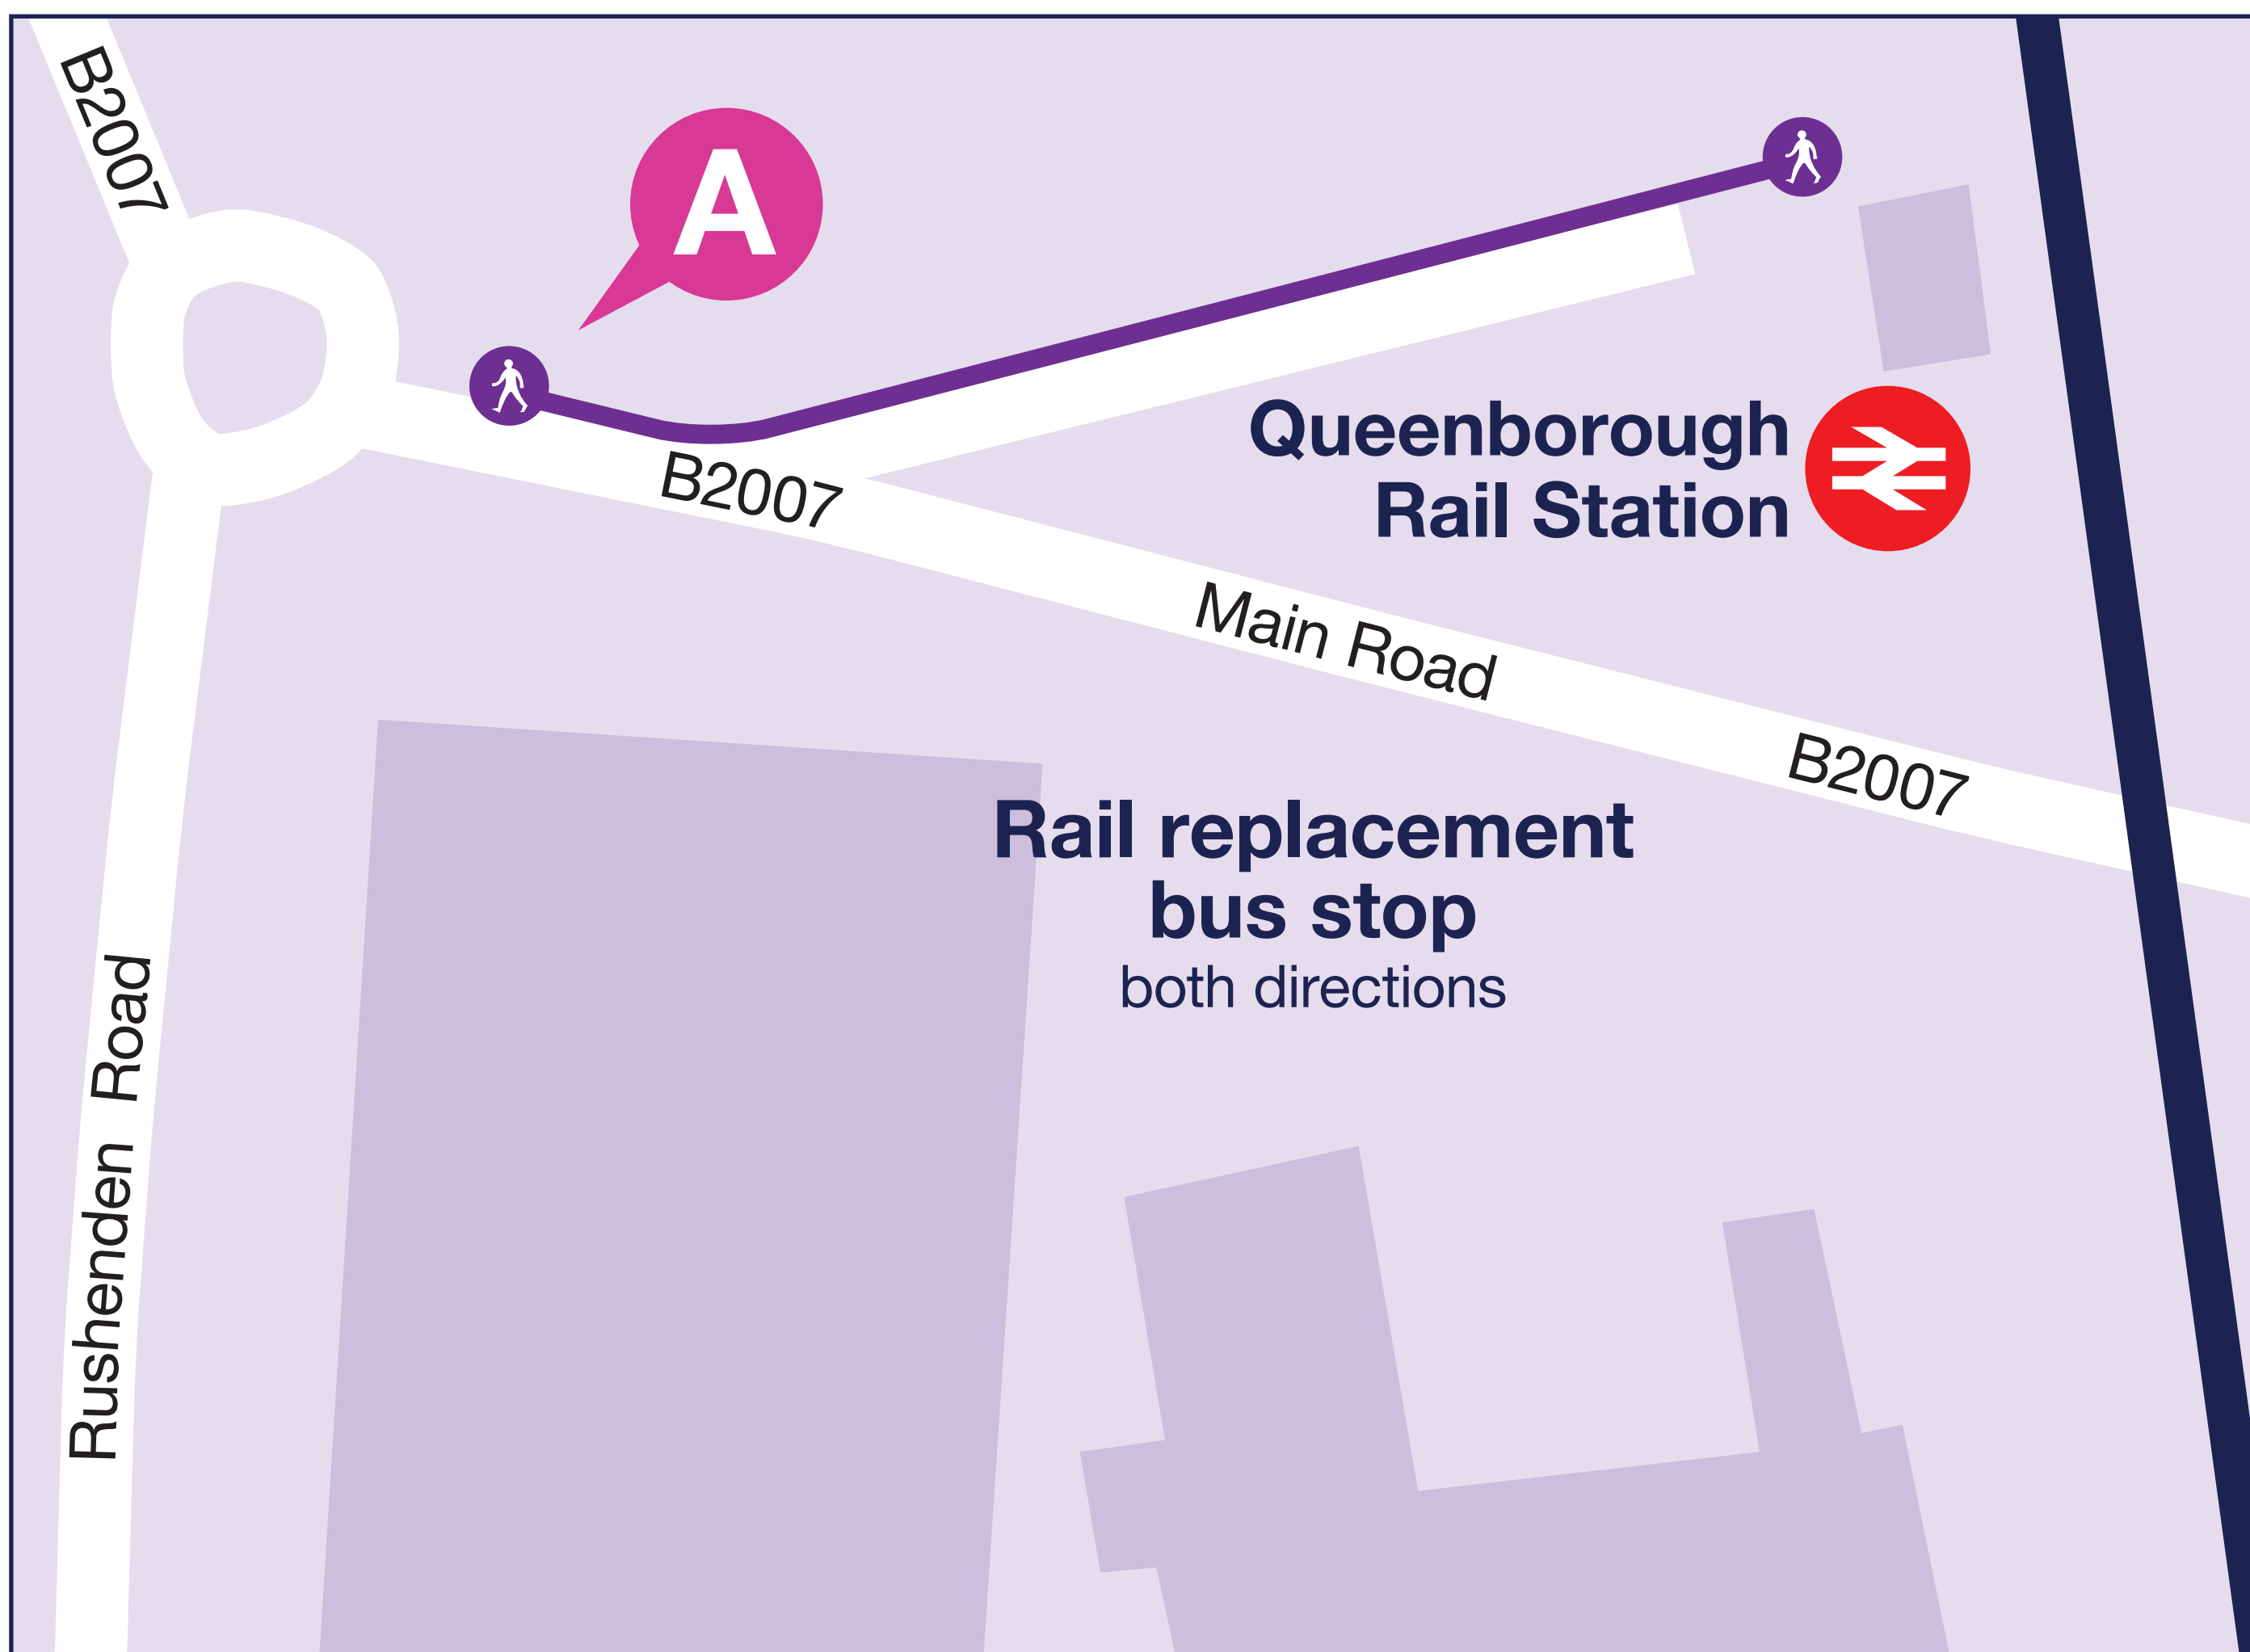 B2007
A
Queenborough
Rail Station
B2007
Main Road
B2007
Rail replacement
bus stop
both directions
Rushenden Road